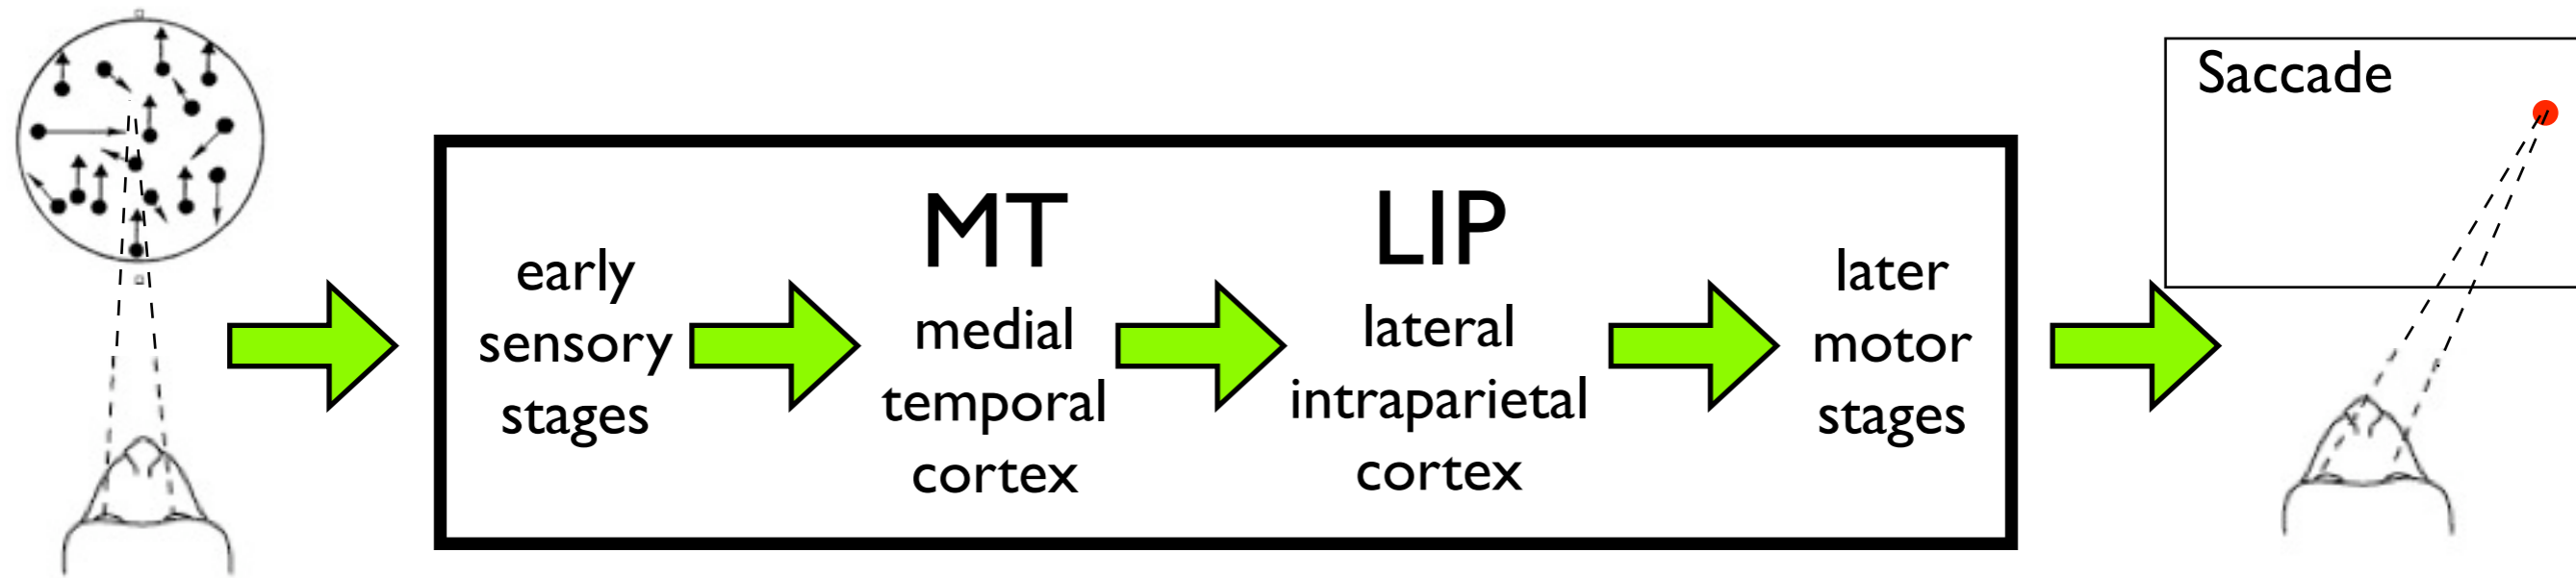 early
sensory
stages
MT
medial
temporal
cortex
LIP
lateral
intraparietal
cortex
later
motor
stages
Saccade